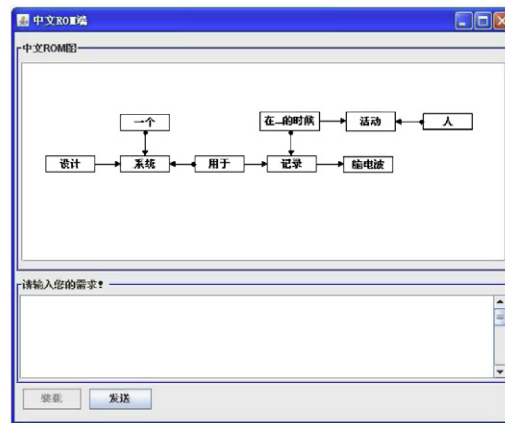 中文ROM端
中文ROM图
一个
在...的时候
活动
人
设计
系统
用于
记录
脑电波
请输入您的需求!
装载
发送